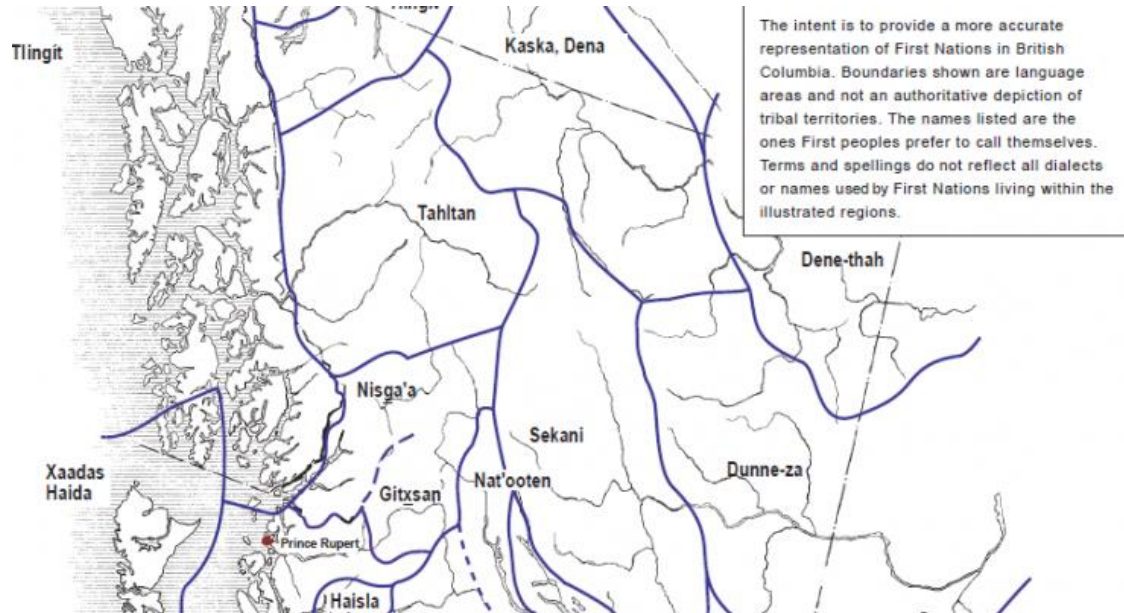 Tlingit
Kaska, Dena
The intent is to provide a more accurate
representation of First Nations in British
Columbia. Boundaries shown are language
areas and not an authoritative depiction of
tribal territories. The names listed are the
ones First peoples prefer to call themselves.
Terms and spellings do not reflect all dialects
or names used by First Nations living within the
illustrated regions.
Tahltan
Dene-thah
Nisg̱a'a
Sekani
Xaadas
Haida
Dunne-za
Nat'ooten
Gitx̱san
Prince Rupert
Haisla